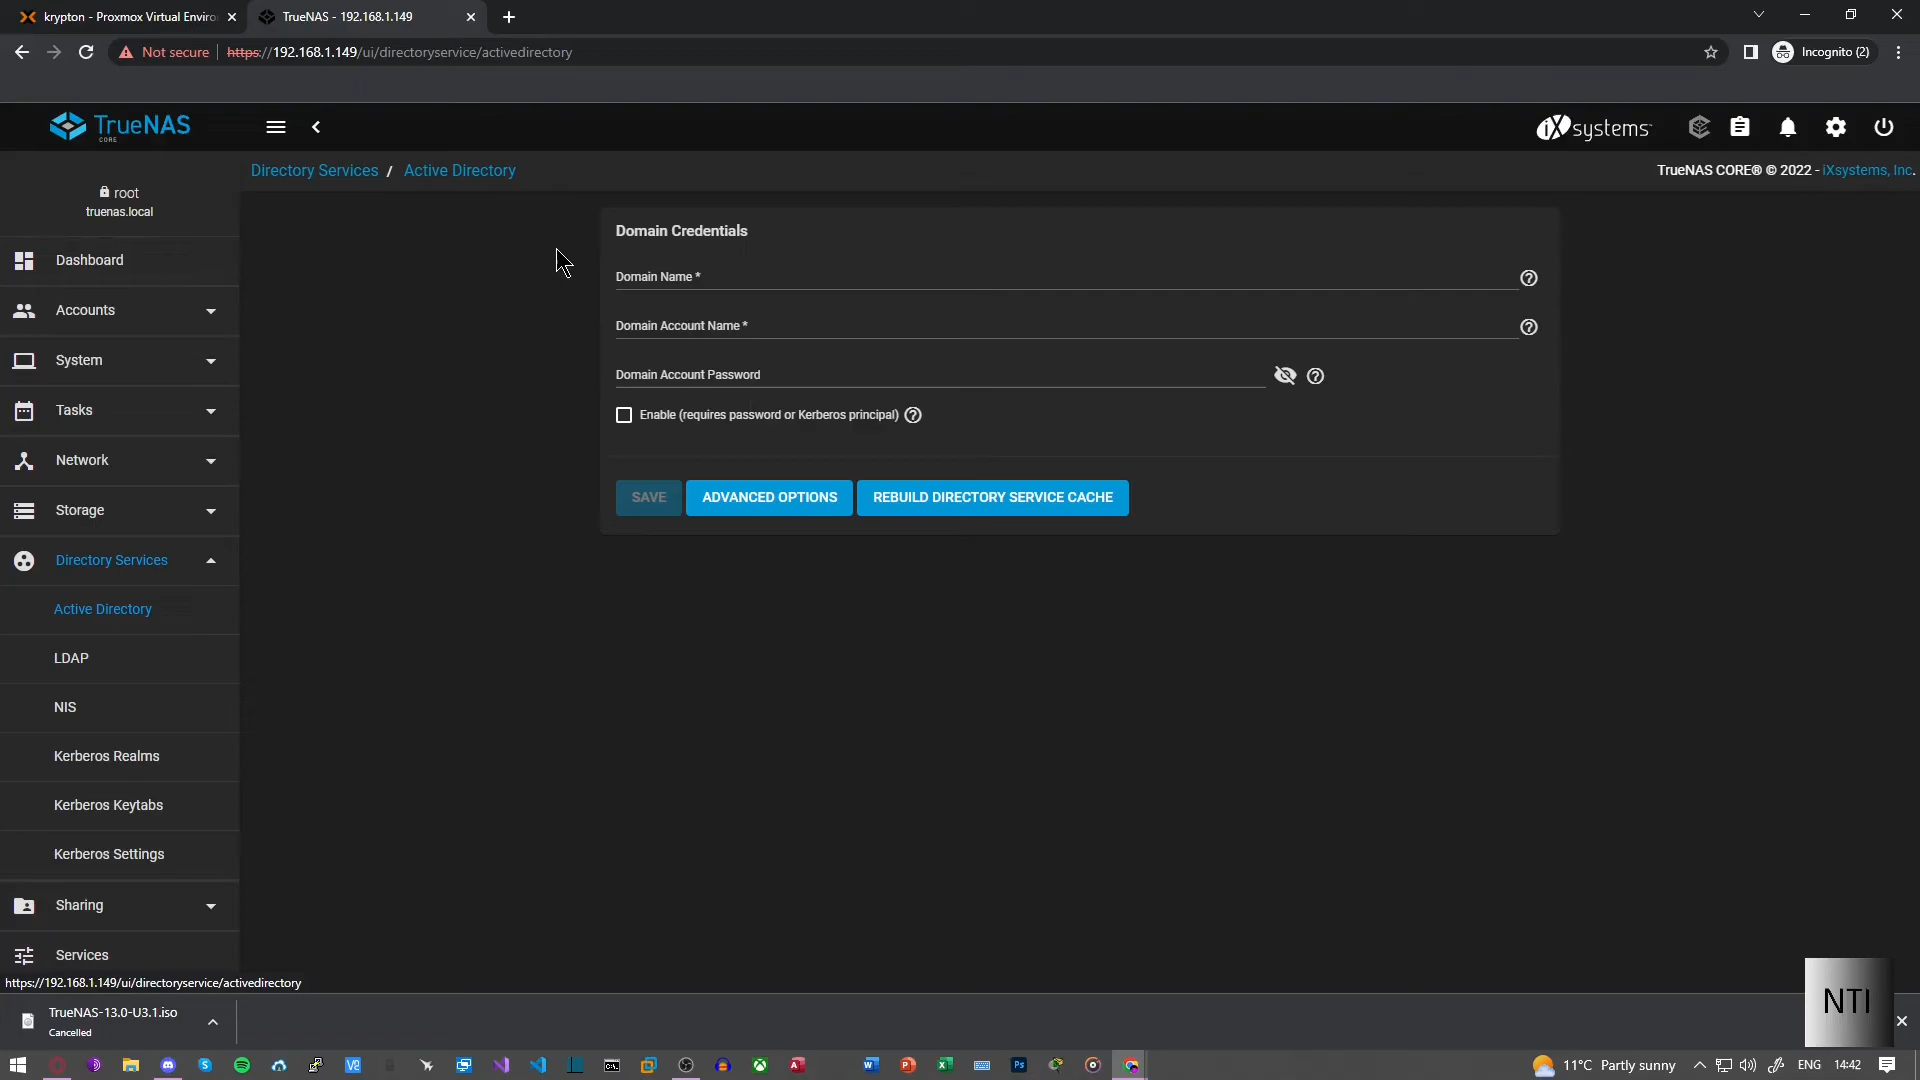 krypton - Proxmox Virtual Enviro
TrueNAS - 192.168.1.149
Not secure
https://192.168.1.149/ui/directoryservice/activedirectory
Incognito (2)
TrueNAS
CORE
iXsystems
root
truenas.local
Directory Services / Active Directory
TrueNAS CORE® © 2022 - iXsystems, Inc.
Dashboard
Accounts
System
Tasks
Network
Storage
Directory Services
Active Directory
LDAP
NIS
Kerberos Realms
Kerberos Keytabs
Kerberos Settings
Sharing
Services
Domain Credentials
Domain Name *
Domain Account Name *
Domain Account Password
Enable (requires password or Kerberos principal)
SAVE
ADVANCED OPTIONS
REBUILD DIRECTORY SERVICE CACHE
https://192.168.1.149/ui/directoryservice/activedirectory
TrueNAS-13.0-U3.1.iso
Cancelled
NTI
11°C Partly sunny
ENG
14:42